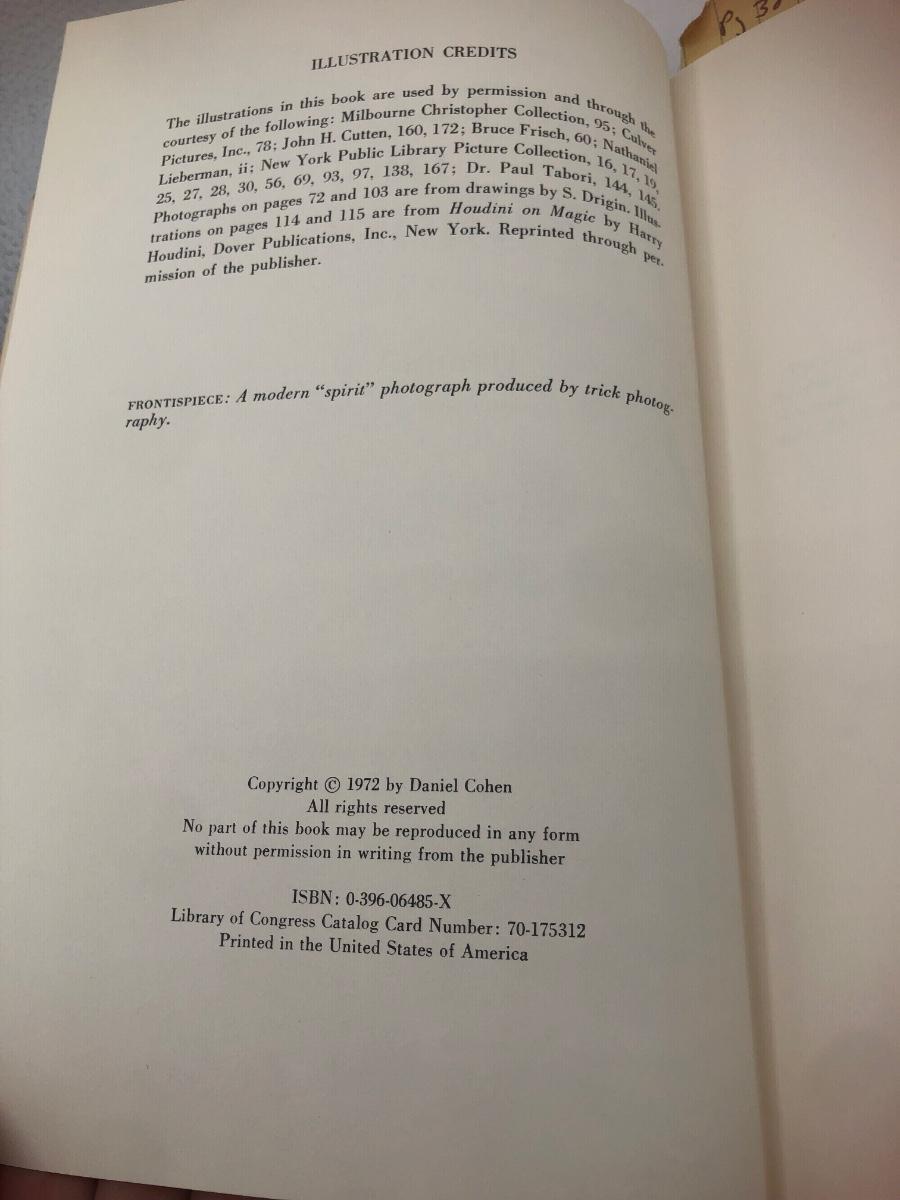 Pg 30
ILLUSTRATION CREDITS
The illustrations in this book are used by permission and through the
courtesy of the following: Milbourne Christopher Collection, 95; Culver
Pictures, Inc., 78; John H. Cutten, 160, 172; Bruce Frisch, 60; Nathaniel
Lieberman, ii; New York Public Library Picture Collection, 16, 17, 19,
25, 27, 28, 30, 56, 69, 93, 97, 138, 167; Dr. Paul Tabori, 144, 145.
Photographs on pages 72 and 103 are from drawings by S. Drigin. Illus-
trations on pages 114 and 115 are from Houdini on Magic by Harry
Houdini, Dover Publications, Inc., New York. Reprinted through per-
mission of the publisher.
FRONTISPIECE: A modern “spirit” photograph produced by trick photog-
raphy.
Copyright © 1972 by Daniel Cohen
All rights reserved
No part of this book may be reproduced in any form
without permission in writing from the publisher
ISBN: 0-396-06485-X
Library of Congress Catalog Card Number: 70-175312
Printed in the United States of America